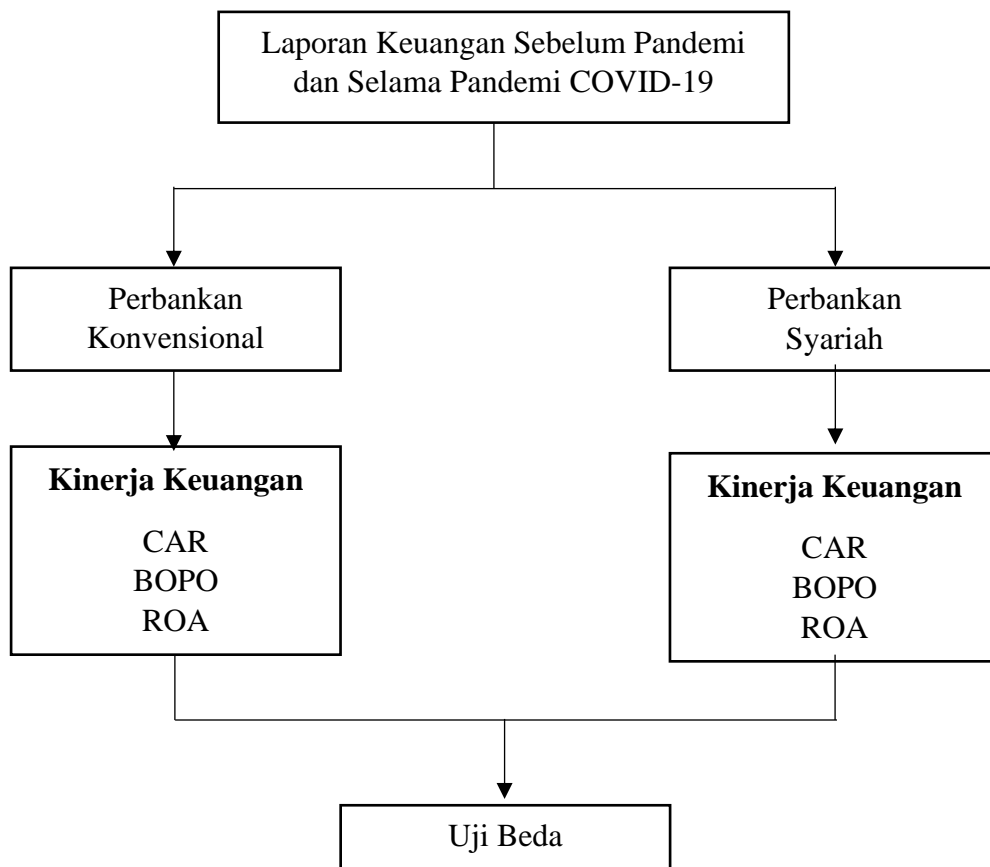 Laporan Keuangan Sebelum Pandemi
dan Selama Pandemi COVID-19
Perbankan
Konvensional
Perbankan
Syariah
Kinerja Keuangan
CAR
BOPO
ROA
Kinerja Keuangan
CAR
BOPO
ROA
Uji Beda